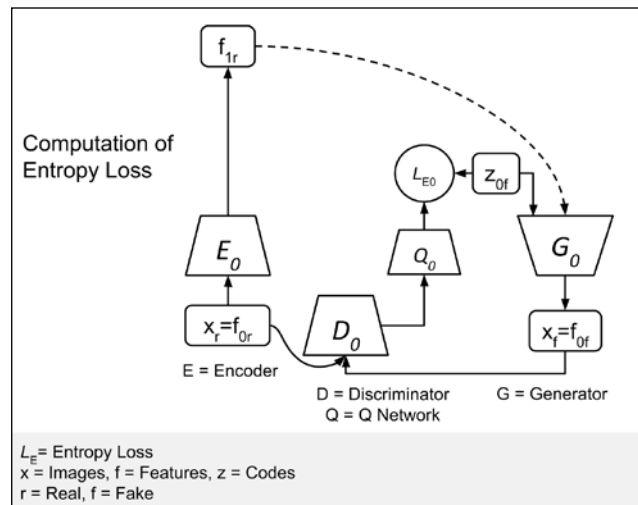 f1r
Computation of
Entropy Loss
LE0
z0f
E0
Q0
G0
xr=f0r
D0
xf=f0f
E = Encoder
D = Discriminator
G = Generator
Q = Q Network
LE= Entropy Loss
x = Images, f = Features, z = Codes
r = Real, f = Fake